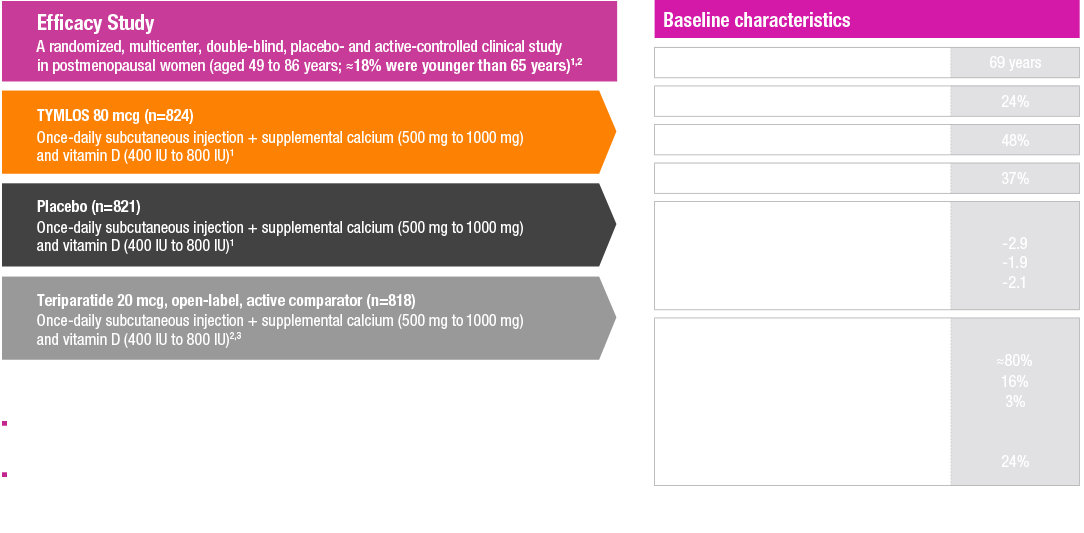 Efficacy Study
A randomized, multicenter, double-blind, placebo- and active-controlled clinical study
in postmenopausal women (aged 49 to 86 years; ≈18% were younger than 65 years)¹,²
TYMLOS 80 mcg (n=824)
Once-daily subcutaneous injection + supplemental calcium (500 mg to 1000 mg)
and vitamin D (400 IU to 800 IU)¹
Placebo (n=821)
Once-daily subcutaneous injection + supplemental calcium (500 mg to 1000 mg)
and vitamin D (400 IU to 800 IU)¹
Teriparatide 20 mcg, open-label, active comparator (n=818)
Once-daily subcutaneous injection + supplemental calcium (500 mg to 1000 mg)
and vitamin D (400 IU to 800 IU)²,³
Baseline characteristics
69 years
24%
48%
37%
-2.9
-1.9
-2.1
≈80%
16%
3%
24%